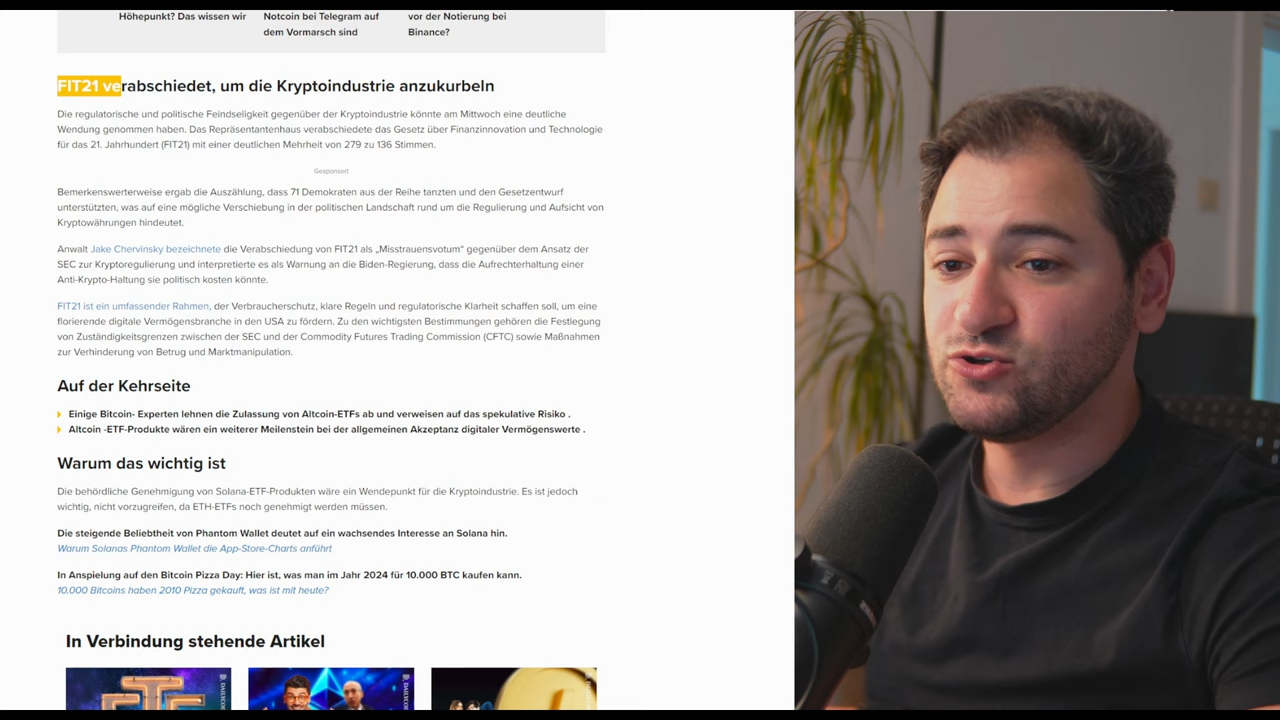 Höhepunkt? Das wissen wir
Notcoin bei Telegram auf
dem Vormarsch sind
vor der Notierung bei
Binance?
FIT21 verabschiedet, um die Kryptoindustrie anzukurbeln
Die regulatorische und politische Feindseligkeit gegenüber der Kryptoindustrie könnte am Mittwoch eine deutliche
Wendung genommen haben. Das Repräsentantenhaus verabschiedete das Gesetz über Finanzinnovation und Technologie
für das 21. Jahrhundert (FIT21) mit einer deutlichen Mehrheit von 279 zu 136 Stimmen.
Gesponsert
Bemerkenswerterweise ergab die Auszählung, dass 71 Demokraten aus der Reihe tanzten und den Gesetzentwurf
unterstützten, was auf eine mögliche Verschiebung in der politischen Landschaft rund um die Regulierung und Aufsicht von
Kryptowährungen hindeutet.
Anwalt Jake Chervinsky bezeichnete die Verabschiedung von FIT21 als „Misstrauensvotum“ gegenüber dem Ansatz der
SEC zur Kryptoregulierung und interpretierte es als Warnung an die Biden-Regierung, dass die Aufrechterhaltung einer
Anti-Krypto-Haltung sie politisch kosten könnte.
FIT21 ist ein umfassender Rahmen, der Verbraucherschutz, klare Regeln und regulatorische Klarheit schaffen soll, um eine
florierende digitale Vermögensbranche in den USA zu fördern. Zu den wichtigsten Bestimmungen gehören die Festlegung
von Zuständigkeitsgrenzen zwischen der SEC und der Commodity Futures Trading Commission (CFTC) sowie Maßnahmen
zur Verhinderung von Betrug und Marktmanipulation.
Auf der Kehrseite
Einige Bitcoin- Experten lehnen die Zulassung von Altcoin-ETFs ab und verweisen auf das spekulative Risiko .
Altcoin -ETF-Produkte wären ein weiterer Meilenstein bei der allgemeinen Akzeptanz digitaler Vermögenswerte .
Warum das wichtig ist
Die behördliche Genehmigung von Solana-ETF-Produkten wäre ein Wendepunkt für die Kryptoindustrie. Es ist jedoch
wichtig, nicht vorzugreifen, da ETH-ETFs noch genehmigt werden müssen.
Die steigende Beliebtheit von Phantom Wallet deutet auf ein wachsendes Interesse an Solana hin.
Warum Solanas Phantom Wallet die App-Store-Charts anführt
In Anspielung auf den Bitcoin Pizza Day: Hier ist, was man im Jahr 2024 für 10.000 BTC kaufen kann.
10.000 Bitcoins haben 2010 Pizza gekauft, was ist mit heute?
In Verbindung stehende Artikel